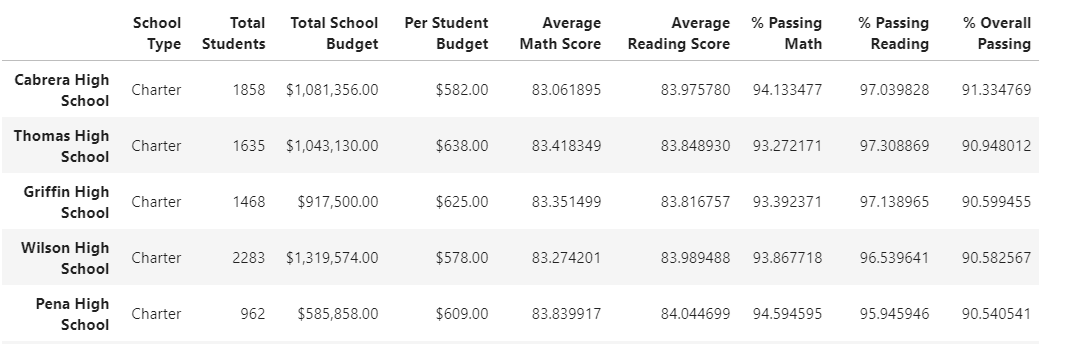 School Type Total Students Total School Budget Per Student Budget Average Math Score Average Reading Score % Passing Math % Passing Reading % Overall Passing
Cabrera High School Charter 1858 $1,081,356.00 $582.00 83.061895 83.975780 94.133477 97.039828 91.334769
Thomas High School Charter 1635 $1,043,130.00 $638.00 83.418349 83.848930 93.272171 97.308869 90.948012
Griffin High School Charter 1468 $917,500.00 $625.00 83.351499 83.816757 93.392371 97.138965 90.599455
Wilson High School Charter 2283 $1,319,574.00 $578.00 83.274201 83.989488 93.867718 96.539641 90.582567
Pena High School Charter 962 $585,858.00 $609.00 83.839917 84.044699 94.594595 95.945946 90.540541